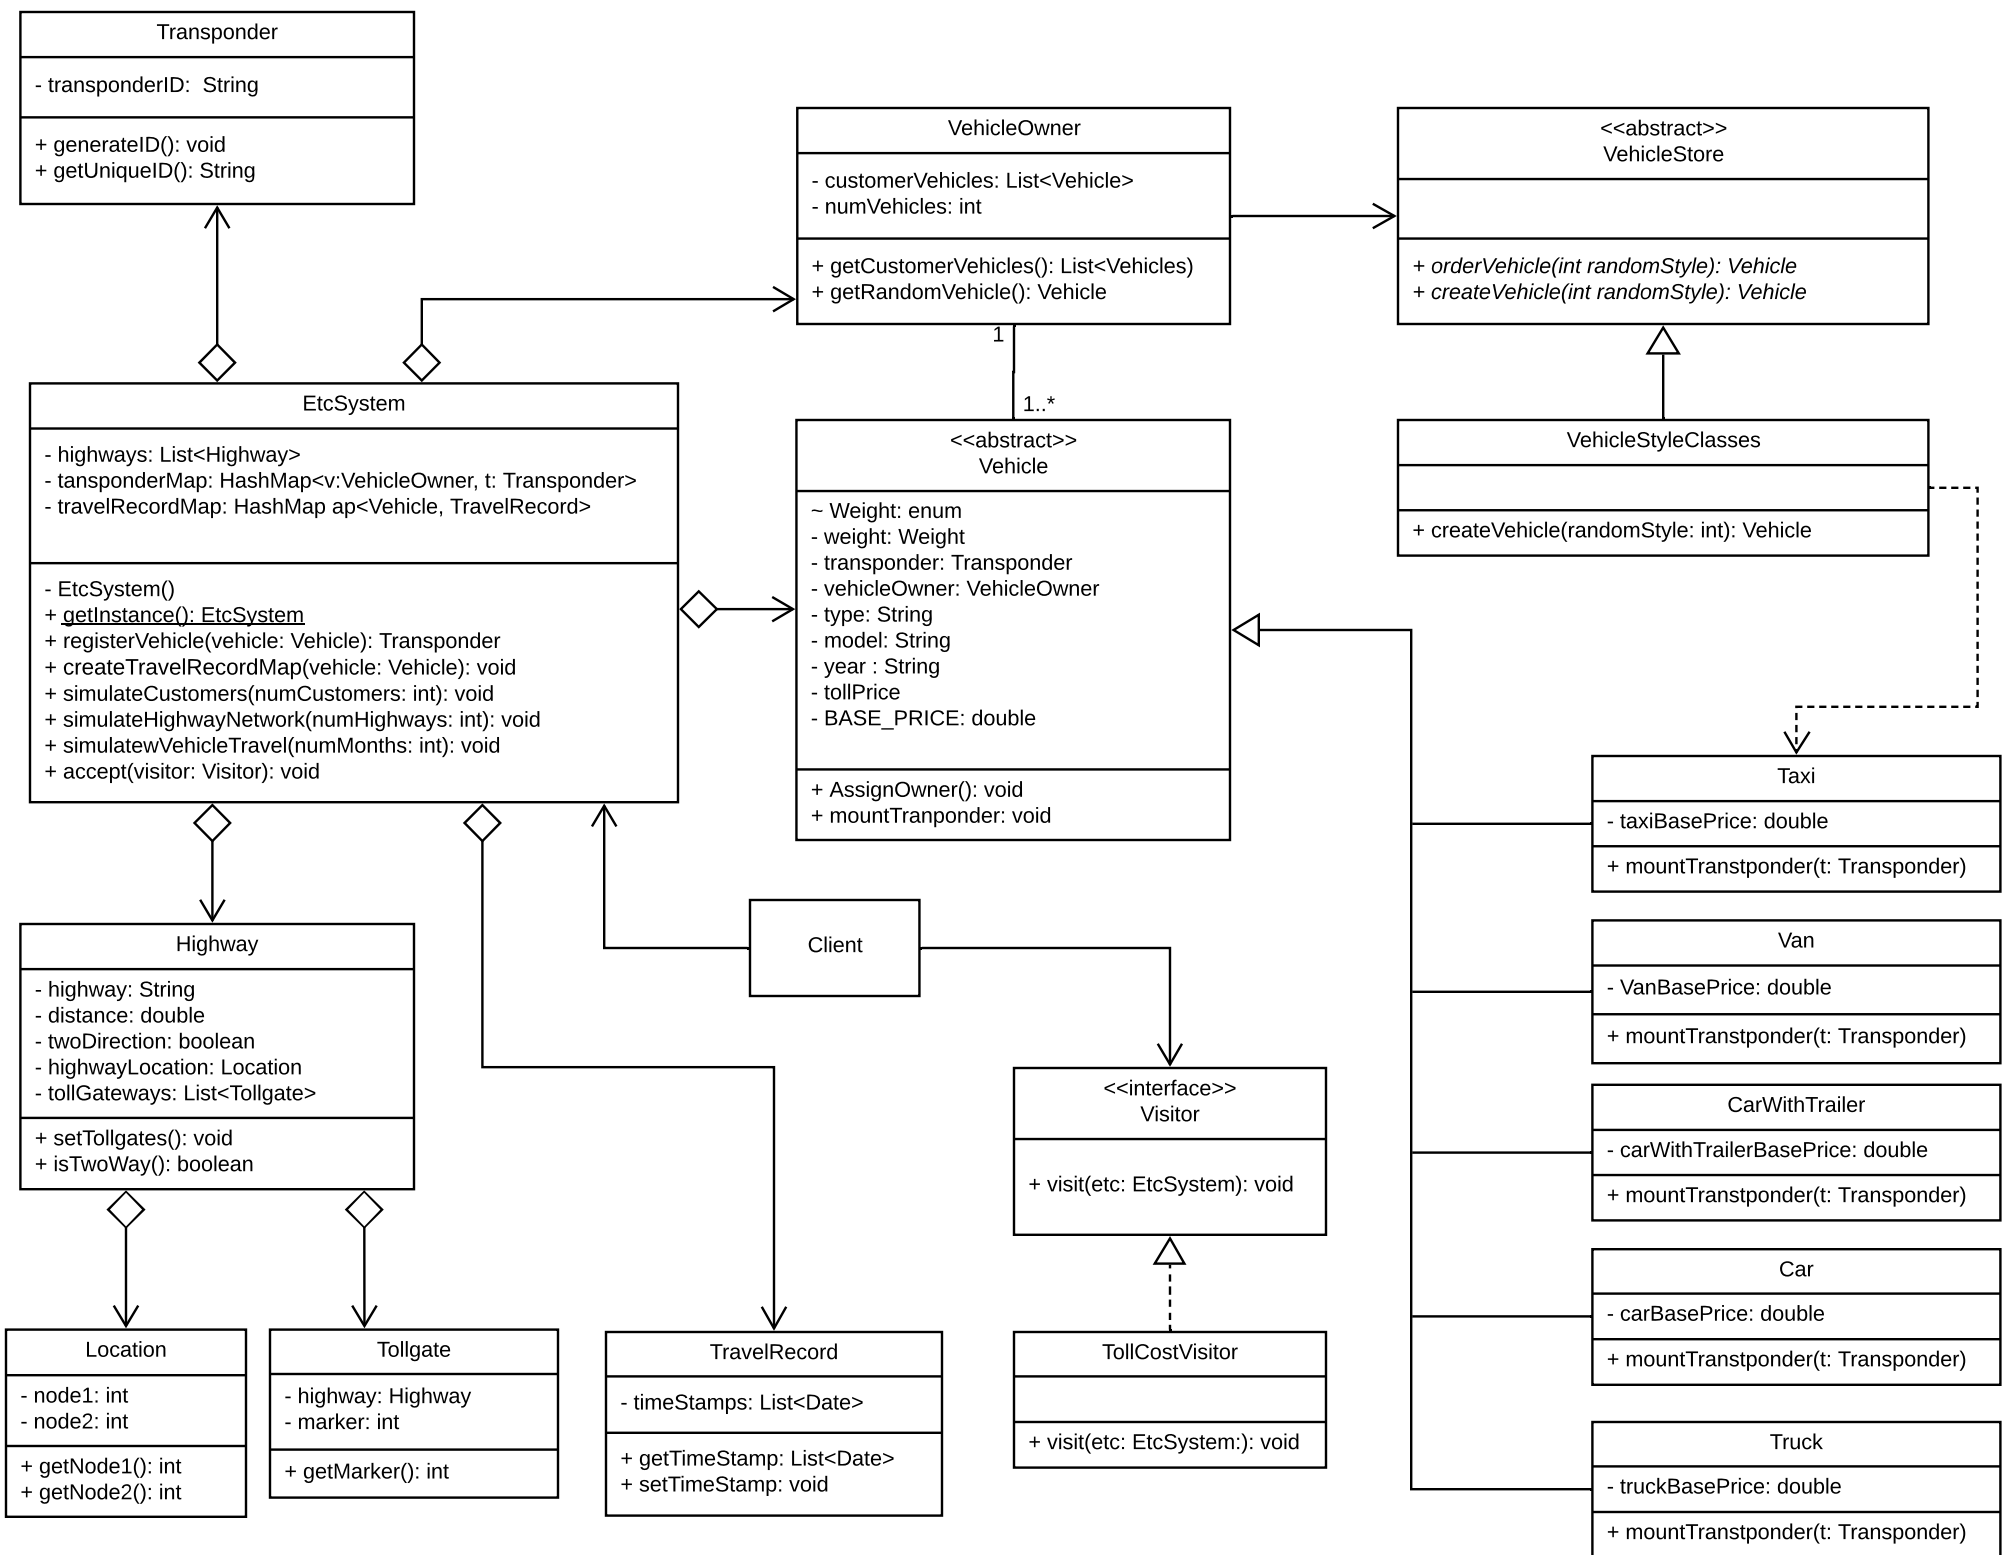 Transponder
- transponderID:  String
+ generateID(): void
+ getUniqueID(): String
VehicleOwner
- customerVehicles: List<Vehicle>
- numVehicles: int
+ getCustomerVehicles(): List<Vehicles)
+ getRandomVehicle(): Vehicle
<<abstract>>
VehicleStore
+ orderVehicle(int randomStyle): Vehicle
+ createVehicle(int randomStyle): Vehicle
1
1..*
EtcSystem
- highways: List<Highway>
- tansponderMap: HashMap<v:VehicleOwner, t: Transponder>
- travelRecordMap: HashMap ap<Vehicle, TravelRecord>
- EtcSystem()
+ getInstance(): EtcSystem
+ registerVehicle(vehicle: Vehicle): Transponder
+ createTravelRecordMap(vehicle: Vehicle): void
+ simulateCustomers(numCustomers: int): void
+ simulateHighwayNetwork(numHighways: int): void
+ simulatewVehicleTravel(numMonths: int): void
+ accept(visitor: Visitor): void
<<abstract>>
Vehicle
~ Weight: enum
- weight: Weight
- transponder: Transponder
- vehicleOwner: VehicleOwner
- type: String
- model: String
- year : String
- tollPrice
- BASE_PRICE: double
+ AssignOwner(): void
+ mountTranponder: void
VehicleStyleClasses
+ createVehicle(randomStyle: int): Vehicle
Taxi
- taxiBasePrice: double
+ mountTranstponder(t: Transponder)
Van
- VanBasePrice: double
+ mountTranstponder(t: Transponder)
CarWithTrailer
- carWithTrailerBasePrice: double
+ mountTranstponder(t: Transponder)
Car
- carBasePrice: double
+ mountTranstponder(t: Transponder)
Truck
- truckBasePrice: double
+ mountTranstponder(t: Transponder)
Client
Highway
- highway: String
- distance: double
- twoDirection: boolean
- highwayLocation: Location
- tollGateways: List<Tollgate>
+ setTollgates(): void
+ isTwoWay(): boolean
<<interface>>
Visitor
+ visit(etc: EtcSystem): void
Location
- node1: int
- node2: int
+ getNode1(): int
+ getNode2(): int
Tollgate
- highway: Highway
- marker: int
+ getMarker(): int
TravelRecord
- timeStamps: List<Date>
+ getTimeStamp: List<Date>
+ setTimeStamp: void
TollCostVisitor
+ visit(etc: EtcSystem:): void